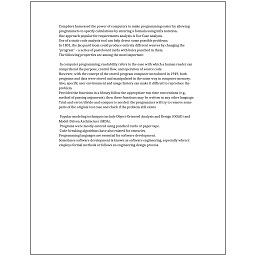 Compilers harnessed the power of computers to make programming easier by allowing
programmers to specify calculations by entering a formula using infix notation.
One approach popular for requirements analysis is Use Case analysis.
Use of a static code analysis tool can help detect some possible problems.
In 1801, the Jacquard loom could produce entirely different weaves by changing the
"program" - a series of pasteboard cards with holes punched in them.
The following properties are among the most important:
In computer programming, readability refers to the ease with which a human reader can
comprehend the purpose, control flow, and operation of source code.
However, with the concept of the stored-program computer introduced in 1949, both
programs and data were stored and manipulated in the same way in computer memory.
Also, specific user environment and usage history can make it difficult to reproduce the
problem.
Provided the functions in a library follow the appropriate run-time conventions (e.g.,
method of passing arguments), then these functions may be written in any other language.
Trial-and-error/divide-and-conquer is needed: the programmer will try to remove some
parts of the original test case and check if the problem still exists.
Popular modeling techniques include Object-Oriented Analysis and Design (OOAD) and
Model-Driven Architecture (MDA).
Programs were mostly entered using punched cards or paper tape.
Code-breaking algorithms have also existed for centuries.
Programming languages are essential for software development.
Sometimes software development is known as software engineering, especially when it
employs formal methods or follows an engineering design process.